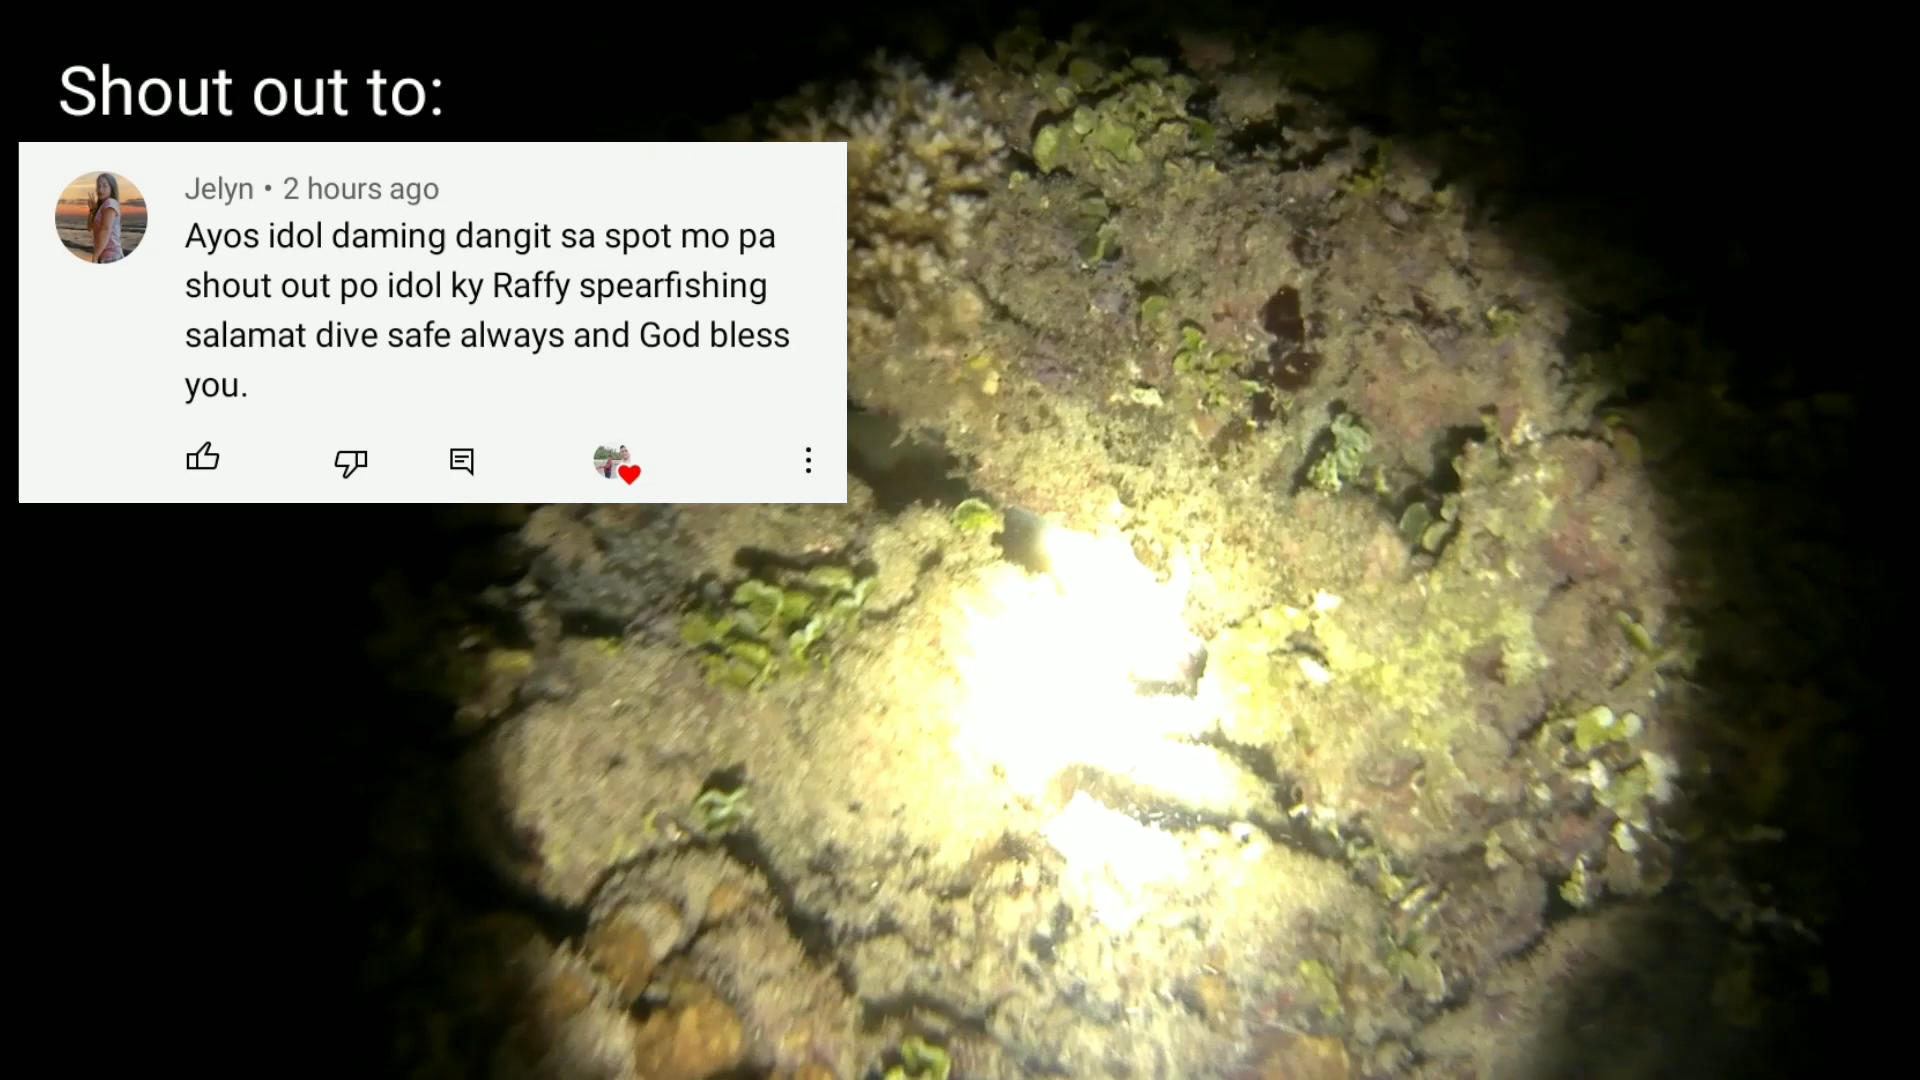 Shout out to:
Jelyn • 2 hours ago
Ayos idol daming dangit sa spot mo pa
shout out po idol ky Raffy spearfishing
salamat dive safe always and God bless
you.